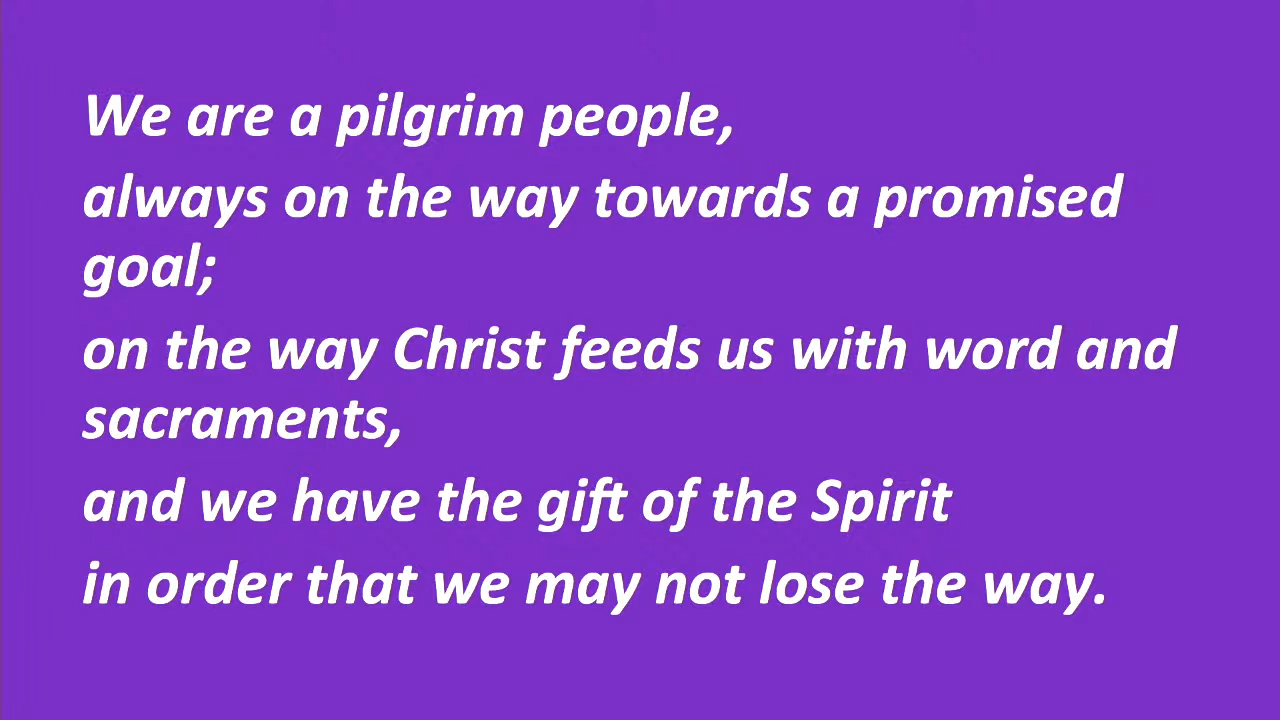 We are a pilgrim people,
always on the way towards a promised
goal;
on the way Christ feeds us with word and
sacraments,
and we have the gift of the Spirit
in order that we may not lose the way.